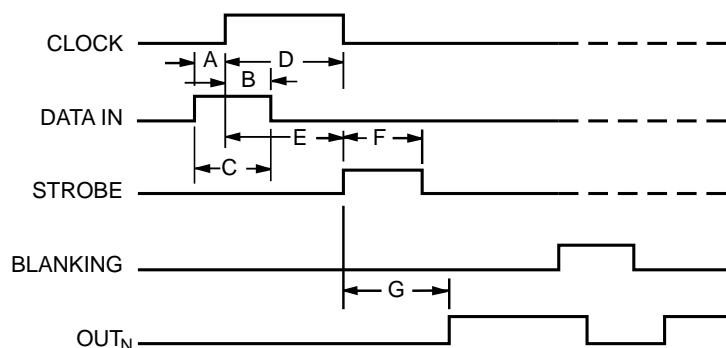 CLOCK
A D
B
DATA IN
E F
C
STROBE
BLANKING
G
OUTN